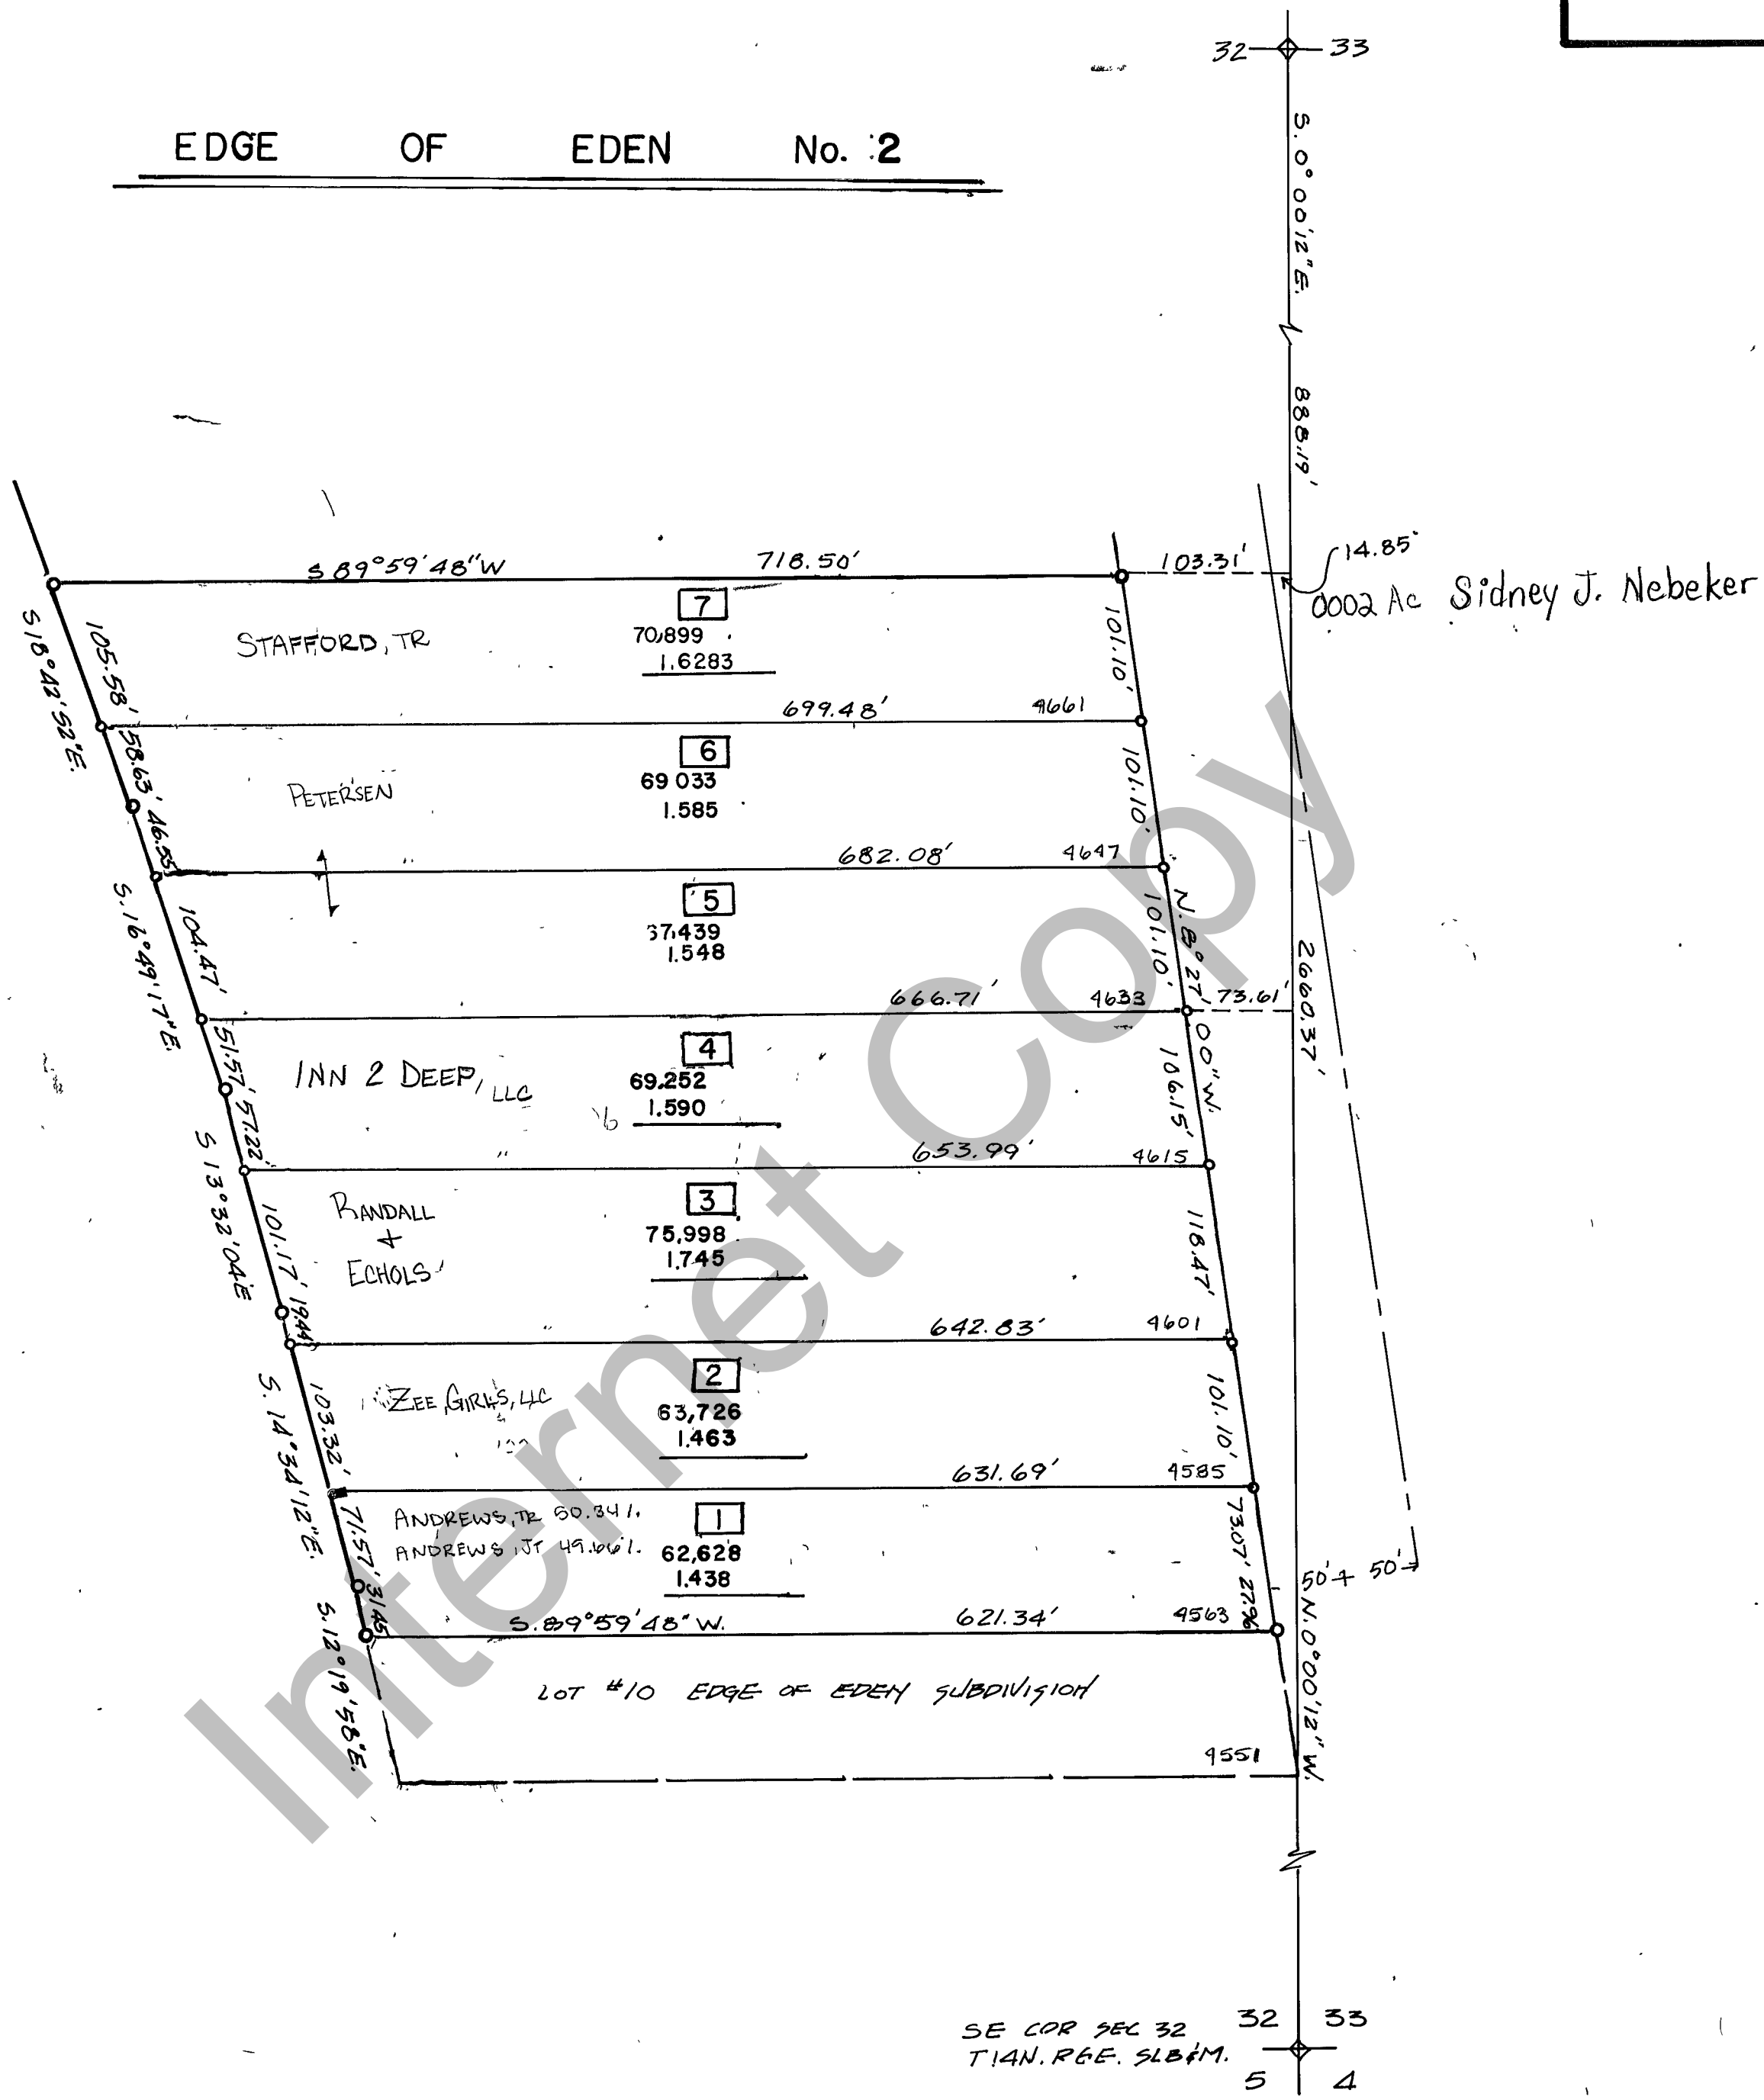 32 33
S. 0° 00'12" E.
EDGE OF EDEN No. 2
888.19'
S 89°59'48"W 718.50' 103.31' 14.85'
0002 Ac Sidney J. Nebeker
7
STAFFORD, TR
70,899
1.6283
105.58'
S 18°42'52"E.
101.10'
699.48' 4661
6
PETERSEN
69 033
1.585
58.63'
46.55'
101.10'
682.08' 4647
5
37,439
1.548
104.47'
S. 16°49'17"E.
101.10'
N. 8° 27' 00" W.
2660.37'
666.71' 4633 73.61'
4
INN 2 DEEP, LLC
69.252
1.590
51.57'
57.22'
106.15'
653.99' 4615
S 13°32'04"E
3
RANDALL
+
ECHOLS
75,998
1.745
101.17'
19.44'
118.47'
642.83' 4601
2
ZEE GIRLS, LLC
63,726
1.463
103.32'
S. 14°34'12"E.
101.10'
631.69' 4585
1
ANDREWS, TR 50.34%.
ANDREWS, JT 49.66%.
62,628
1.438
71.57'
31.45'
73.07'
27.96
50' 50'
S. 89°59'48" W. 621.34' 4563
S. 12°19'58"E.
N. 0°00'12" W.
LOT #10 EDGE OF EDEN SUBDIVISION
4551
SE COR SEC 32
T14N. R6E. SLB&M.
32 33
5 4
Internet Copy